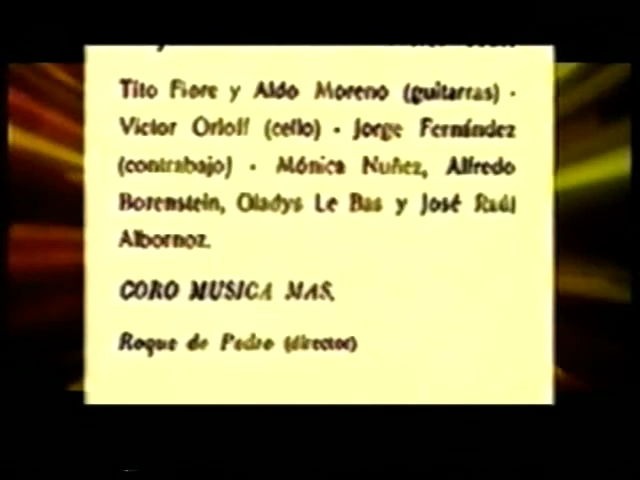 Tito Fiore y Aldo Moreno (guitarras) -
Victor Orloff (cello) - Jorge Fernández
(contrabajo) - Mónica Nuñez, Alfredo
Borenstein, Gladys Le Bas y José Raúl
Albornoz.
CORO MUSICA MAS,
Roque de Pedro (director)